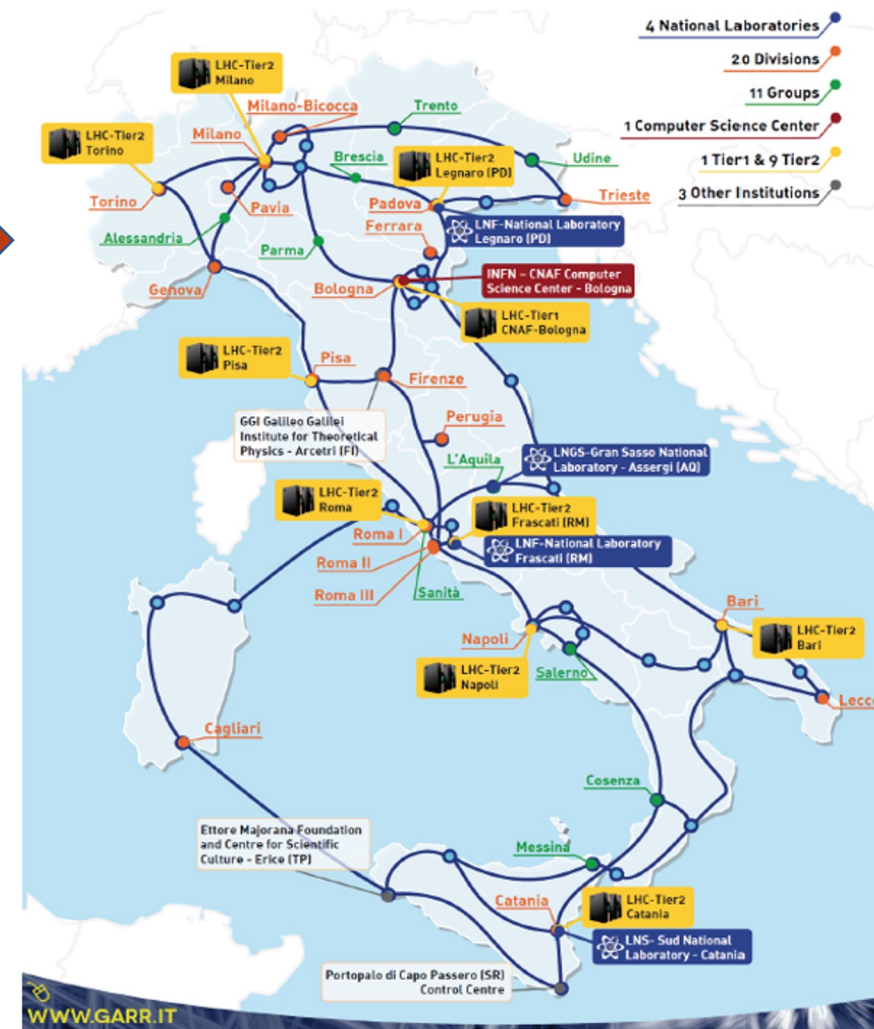 4 National Laboratories
20 Divisions
11 Groups
1 Computer Science Center
1 Tier1 & 9 Tier2
3 Other Institutions
LHC-Tier2
Milano
Milano-Bicocca
Trento
LHC-Tier2
Torino
Milano
Brescia
LHC-Tier2
Legnaro (PD)
Udine
Torino
Pavia
Padova
Trieste
Alessandria
Parma
Ferrara
LNF-National Laboratory
Legnaro (PD)
Genova
Bologna
INFN - CNAF Computer
Science Center - Bologna
LHC-Tier1
CNAF-Bologna
LHC-Tier2
Pisa
Pisa
Firenze
GGI Galileo Galilei
Institute for Theoretical
Physics - Arcetri (FI)
Perugia
L'Aquila
LNGS-Gran Sasso National
Laboratory - Assergi (AQ)
LHC-Tier2
Roma
LHC-Tier2
Frascati (RM)
Roma I
LNF-National Laboratory
Frascati (RM)
Roma II
Roma III
Sanità
Bari
LHC-Tier2
Bari
Napoli
LHC-Tier2
Napoli
Salerno
Lecce
Cagliari
Cosenza
Ettore Majorana Foundation
and Centre for Scientific
Culture - Erice (TP)
Messina
Catania
LHC-Tier2
Catania
LNS- Sud National
Laboratory - Catania
Portopalo di Capo Passero (SR)
Control Centre
WWW.GARR.IT